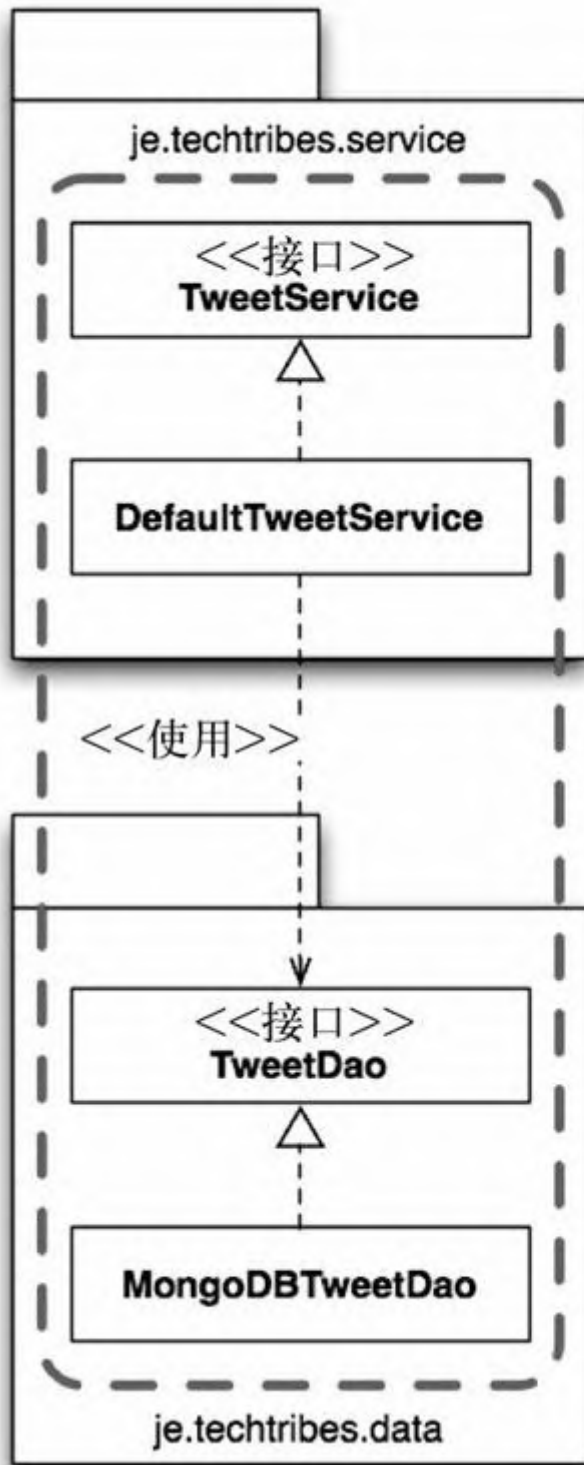 je.techtribes.service
<<接口>>
TweetService
DefaultTweetService
<<使用>>
<<接口>>
TweetDao
MongoDBTweetDao
je.techtribes.data